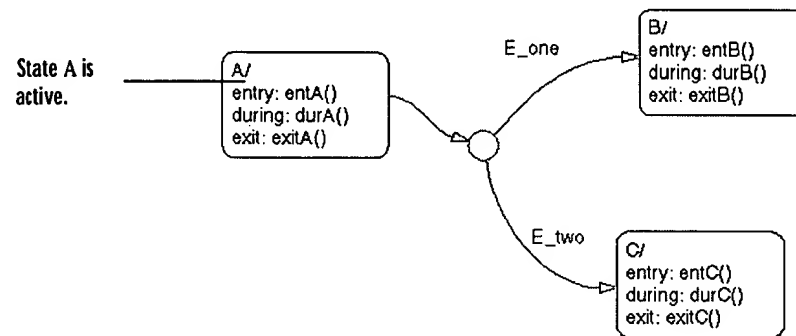 State A is
active.
A/
entry: entA()
during: durA()
exit: exitA()
E_one
B/
entry: entB()
during: durB()
exit: exitB()
E_two
C/
entry: entC()
during: durC()
exit: exitC()